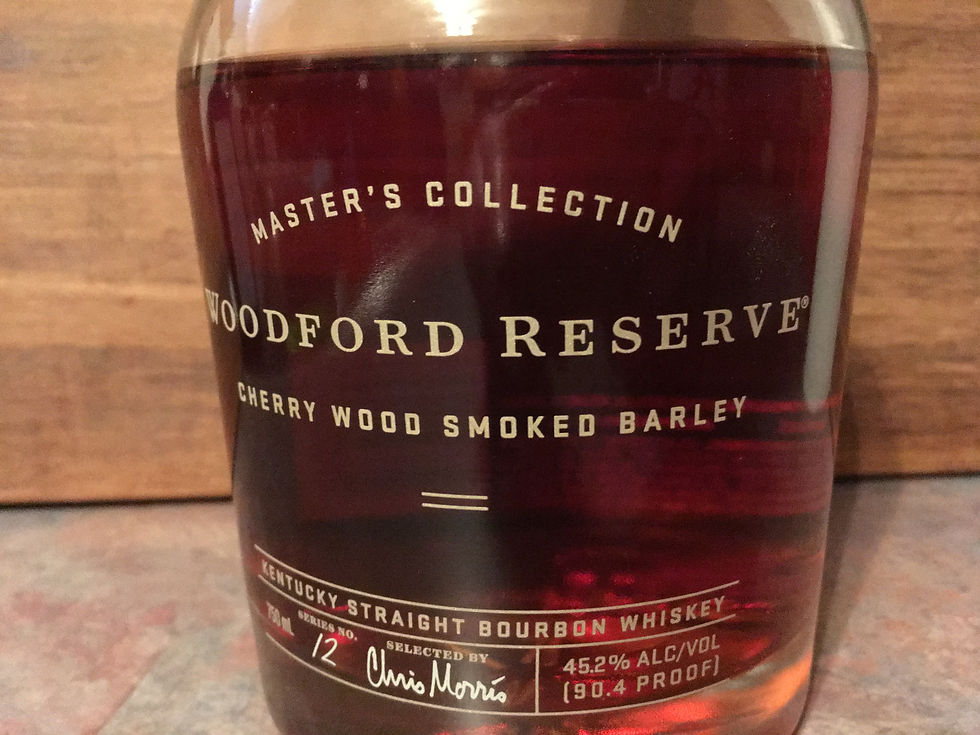 MASTER'S COLLECTION
WOODFORD RESERVE®
CHERRY WOOD SMOKED BARLEY
KENTUCKY STRAIGHT BOURBON WHISKEY
750 mL
SERIES NO.
12
SELECTED BY
Chris Morris
45.2% ALC/VOL
(90.4 PROOF)